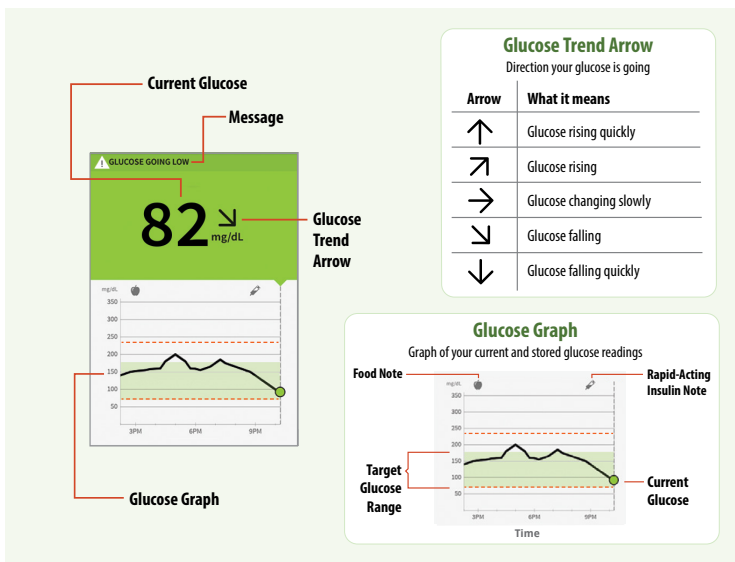 Current Glucose
Message
GLUCOSE GOING LOW
82
mg/dL
Glucose
Trend
Arrow
mg/dL
350
300
250
200
150
100
50
3PM 6PM 9PM
Glucose Graph
Glucose Trend Arrow
Direction your glucose is going
Arrow What it means
Glucose rising quickly
Glucose rising
Glucose changing slowly
Glucose falling
Glucose falling quickly
Glucose Graph
Graph of your current and stored glucose readings
Food Note
Rapid-Acting
Insulin Note
mg/dL
350
300
250
200
150
100
50
3PM 6PM 9PM
Target
Glucose
Range
Current
Glucose
Time